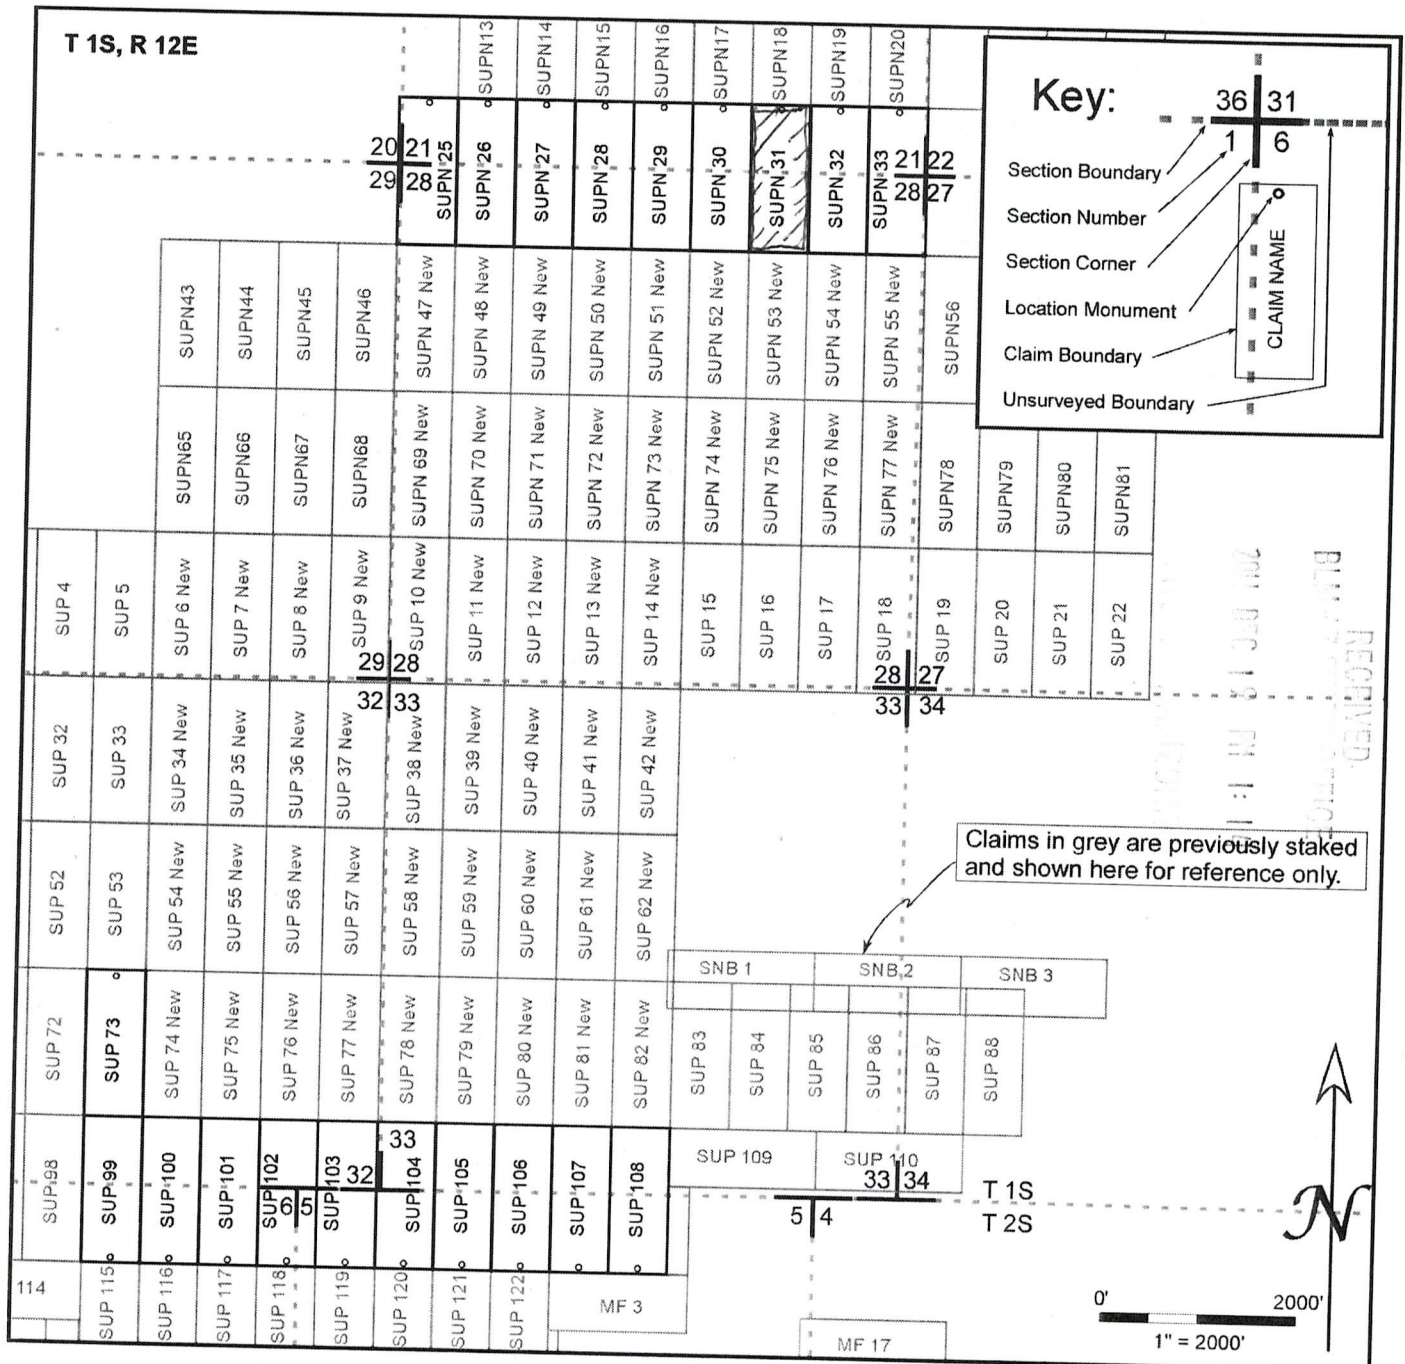 T 1S, R 12E
SUPN13
SUPN14
SUPN15
SUPN16
SUPN17
SUPN18
SUPN19
SUPN20
20 21
29 28
SUPN 25
SUPN 26
SUPN 27
SUPN 28
SUPN 29
SUPN 30
SUPN 31
SUPN 32
SUPN 33
21 22
28 27
Key:
36 31
1 6
Section Boundary
Section Number
Section Corner
Location Monument
Claim Boundary
Unsurveyed Boundary
CLAIM NAME
SUPN43
SUPN44
SUPN45
SUPN46
SUPN 47 New
SUPN 48 New
SUPN 49 New
SUPN 50 New
SUPN 51 New
SUPN 52 New
SUPN 53 New
SUPN 54 New
SUPN 55 New
SUPN56
SUPN65
SUPN66
SUPN67
SUPN68
SUPN 69 New
SUPN 70 New
SUPN 71 New
SUPN 72 New
SUPN 73 New
SUPN 74 New
SUPN 75 New
SUPN 76 New
SUPN 77 New
SUPN78
SUPN79
SUPN80
SUPN81
SUP 4
SUP 5
SUP 6 New
SUP 7 New
SUP 8 New
SUP 9 New
SUP 10 New
SUP 11 New
SUP 12 New
SUP 13 New
SUP 14 New
SUP 15
SUP 16
SUP 17
SUP 18
SUP 19
SUP 20
SUP 21
SUP 22
29 28
32 33
28 27
33 34
RECEIVED
SUP 32
SUP 33
SUP 34 New
SUP 35 New
SUP 36 New
SUP 37 New
SUP 38 New
SUP 39 New
SUP 40 New
SUP 41 New
SUP 42 New
Claims in grey are previously staked
and shown here for reference only.
SUP 52
SUP 53
SUP 54 New
SUP 55 New
SUP 56 New
SUP 57 New
SUP 58 New
SUP 59 New
SUP 60 New
SUP 61 New
SUP 62 New
SNB 1
SNB 2
SNB 3
SUP 72
SUP 73
SUP 74 New
SUP 75 New
SUP 76 New
SUP 77 New
SUP 78 New
SUP 79 New
SUP 80 New
SUP 81 New
SUP 82 New
SUP 83
SUP 84
SUP 85
SUP 86
SUP 87
SUP 88
SUP 98
SUP 99
SUP 100
SUP 101
SUP 102
SUP 103
SUP 104
SUP 105
SUP 106
SUP 107
SUP 108
SUP 109
SUP 110
32 33
6 5
33 34
5 4
T 1S
T 2S
N
114
SUP 115
SUP 116
SUP 117
SUP 118
SUP 119
SUP 120
SUP 121
SUP 122
MF 3
MF 17
0' 2000'
1" = 2000'